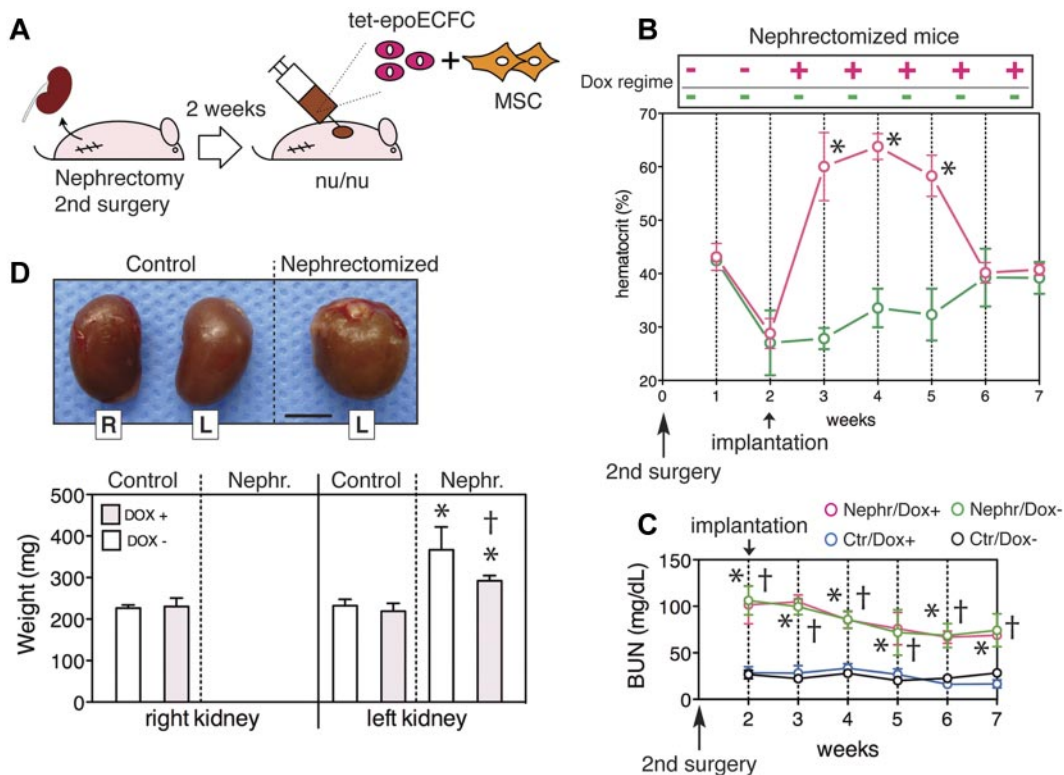 A
tet-epoECFC
+
MSC
2 weeks
Nephrectomy
2nd surgery
nu/nu
B
Nephrectomized mice
Dox regime
- - + + + + +
- - - - - - -
hematocrit (%)
70
60
50
40
30
20
* * *
0 1 2 3 4 5 6 7
weeks
implantation
2nd surgery
D
Control Nephrectomized
R L L
Control Nephr. Control Nephr.
Weight (mg)
500
400
300
200
100
0
DOX +
DOX -
* † *
right kidney left kidney
C
implantation
Nephr/Dox+ Nephr/Dox-
Ctr/Dox+ Ctr/Dox-
BUN (mg/dL)
150
100
50
0
* † * † * † * † * † * †
2 3 4 5 6 7
weeks
2nd surgery